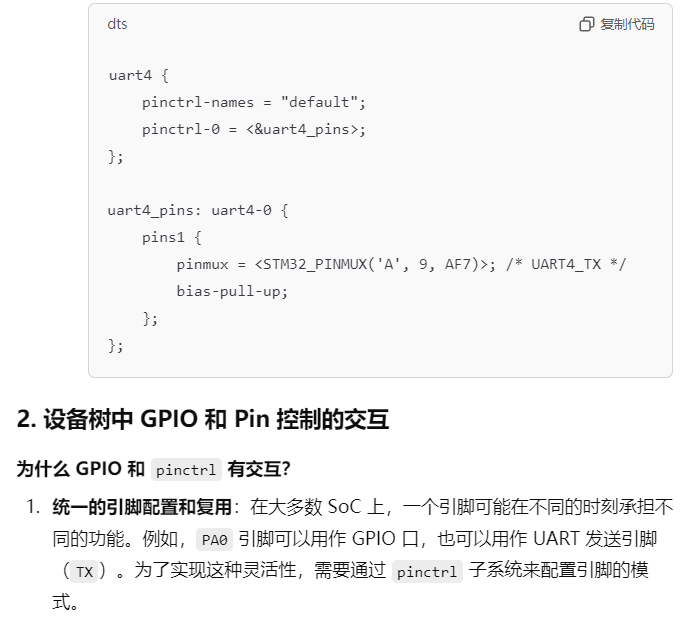 dts
复制代码
uart4 {
    pinctrl-names = "default";
    pinctrl-0 = <&uart4_pins>;
};
uart4_pins: uart4-0 {
    pins1 {
        pinmux = <STM32_PINMUX('A', 9, AF7)>; /* UART4_TX */
        bias-pull-up;
    };
};
2. 设备树中 GPIO 和 Pin 控制的交互
为什么 GPIO 和 pinctrl 有交互？
1. 统一的引脚配置和复用：在大多数 SoC 上，一个引脚可能在不同的时刻承担不
同的功能。例如，PA0 引脚可以用作 GPIO 口，也可以用作 UART 发送引脚
（TX）。为了实现这种灵活性，需要通过 pinctrl 子系统来配置引脚的模
式。